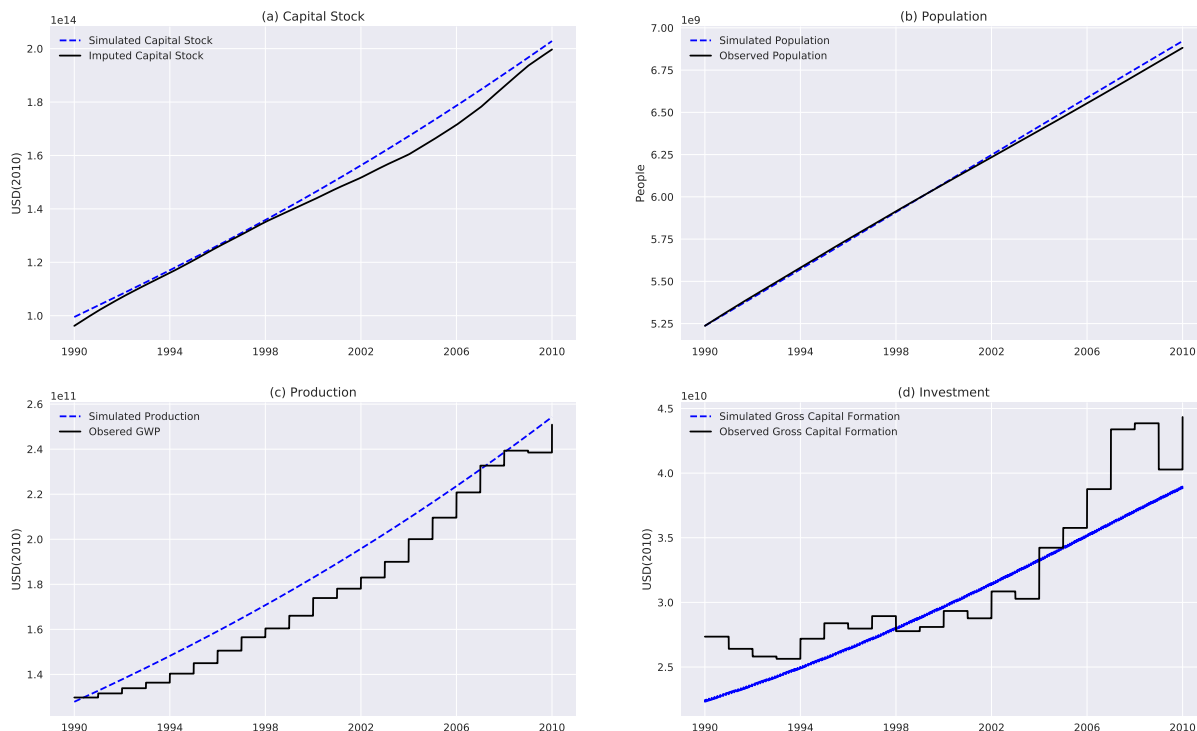 (a) Capital Stock
1e14
Simulated Capital Stock
Imputed Capital Stock
2.0
1.8
1.6
1.4
1.2
1.0
USD(2010)
1990 1994 1998 2002 2006 2010
(b) Population
1e9
Simulated Population
Observed Population
7.00
6.75
6.50
6.25
6.00
5.75
5.50
5.25
People
1990 1994 1998 2002 2006 2010
(c) Production
1e11
Simulated Production
Obsered GWP
2.6
2.4
2.2
2.0
1.8
1.6
1.4
USD(2010)
1990 1994 1998 2002 2006 2010
(d) Investment
1e10
Simulated Gross Capital Formation
Observed Gross Capital Formation
4.5
4.0
3.5
3.0
2.5
USD(2010)
1990 1994 1998 2002 2006 2010